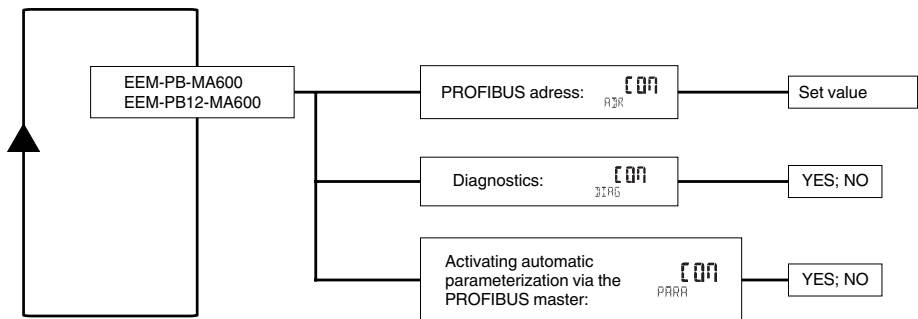 EEM-PB-MA600
EEM-PB12-MA600
PROFIBUS adress:
CON
ADR
Set value
Diagnostics:
CON
DIAG
YES; NO
Activating automatic
parameterization via the
PROFIBUS master:
CON
PARA
YES; NO